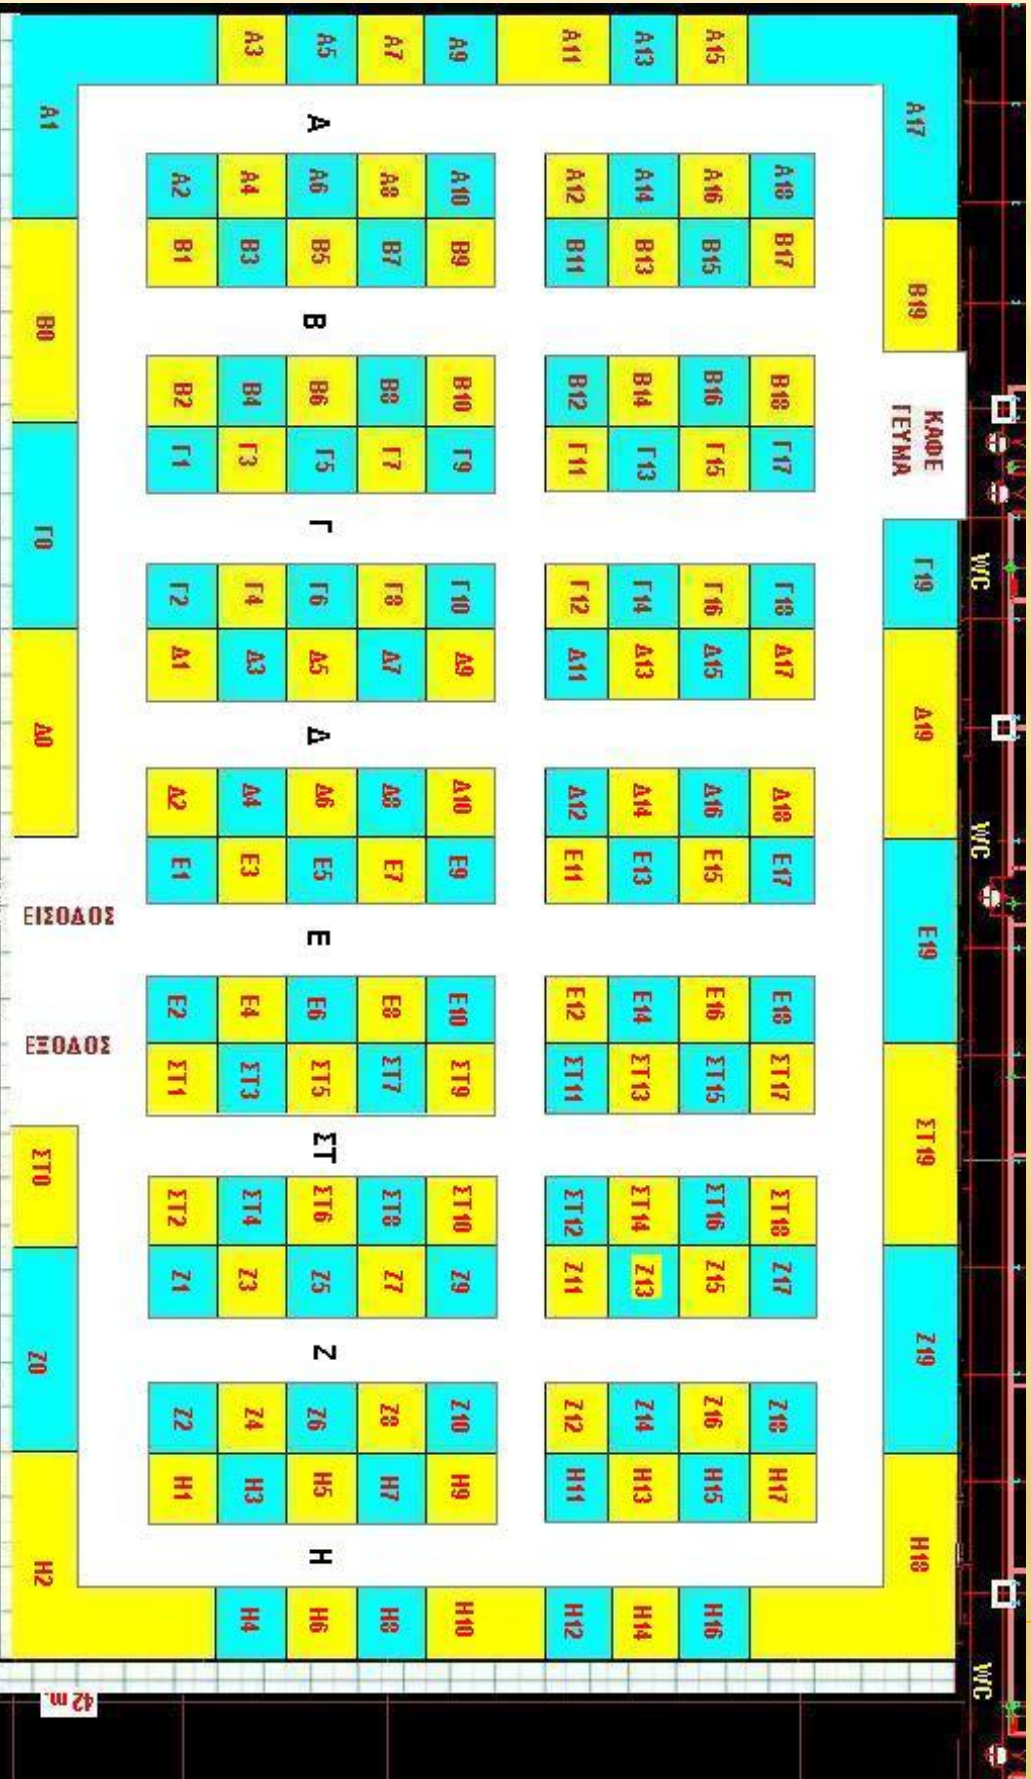 Α3 Α5 Α7 Α9 Α11 Α13 Α15
Α1 Α17
Α
Α2 Α4 Α6 Α8 Α10 Α12 Α14 Α16 Α18
Β1 Β3 Β5 Β7 Β9 Β11 Β13 Β15 Β17
Β0 Β19
Β
Β2 Β4 Β6 Β8 Β10 Β12 Β14 Β16 Β18
ΚΑΦΕ
ΓΕΥΜΑ
Γ1 Γ3 Γ5 Γ7 Γ9 Γ11 Γ13 Γ15 Γ17
Γ0 Γ19
WC
Γ
Γ2 Γ4 Γ6 Γ8 Γ10 Γ12 Γ14 Γ16 Γ18
Δ1 Δ3 Δ5 Δ7 Δ9 Δ11 Δ13 Δ15 Δ17
Δ0 Δ19
Δ
Δ2 Δ4 Δ6 Δ8 Δ10 Δ12 Δ14 Δ16 Δ18
WC
Ε1 Ε3 Ε5 Ε7 Ε9 Ε11 Ε13 Ε15 Ε17
ΕΙΣΟΔΟΣ
Ε19
Ε
Ε2 Ε4 Ε6 Ε8 Ε10 Ε12 Ε14 Ε16 Ε18
ΕΞΟΔΟΣ
ΣΤ1 ΣΤ3 ΣΤ5 ΣΤ7 ΣΤ9 ΣΤ11 ΣΤ13 ΣΤ15 ΣΤ17
ΣΤ0 ΣΤ19
ΣΤ
ΣΤ2 ΣΤ4 ΣΤ6 ΣΤ8 ΣΤ10 ΣΤ12 ΣΤ14 ΣΤ16 ΣΤ18
Ζ1 Ζ3 Ζ5 Ζ7 Ζ9 Ζ11 Ζ13 Ζ15 Ζ17
Ζ0 Ζ19
Ζ
Ζ2 Ζ4 Ζ6 Ζ8 Ζ10 Ζ12 Ζ14 Ζ16 Ζ18
Η1 Η3 Η5 Η7 Η9 Η11 Η13 Η15 Η17
Η2 Η18
Η
Η4 Η6 Η8 Η10 Η12 Η14 Η16
WC
42 m.